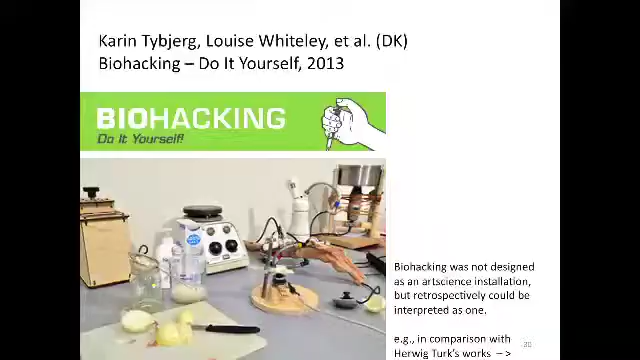 Karin Tybjerg, Louise Whiteley, et al. (DK)
Biohacking – Do It Yourself, 2013
BIOHACKING
Do It Yourself!
Biohacking was not designed
as an artscience installation,
but retrospectively could be
interpreted as one.
e.g., in comparison with
Herwig Turk's works – >
30